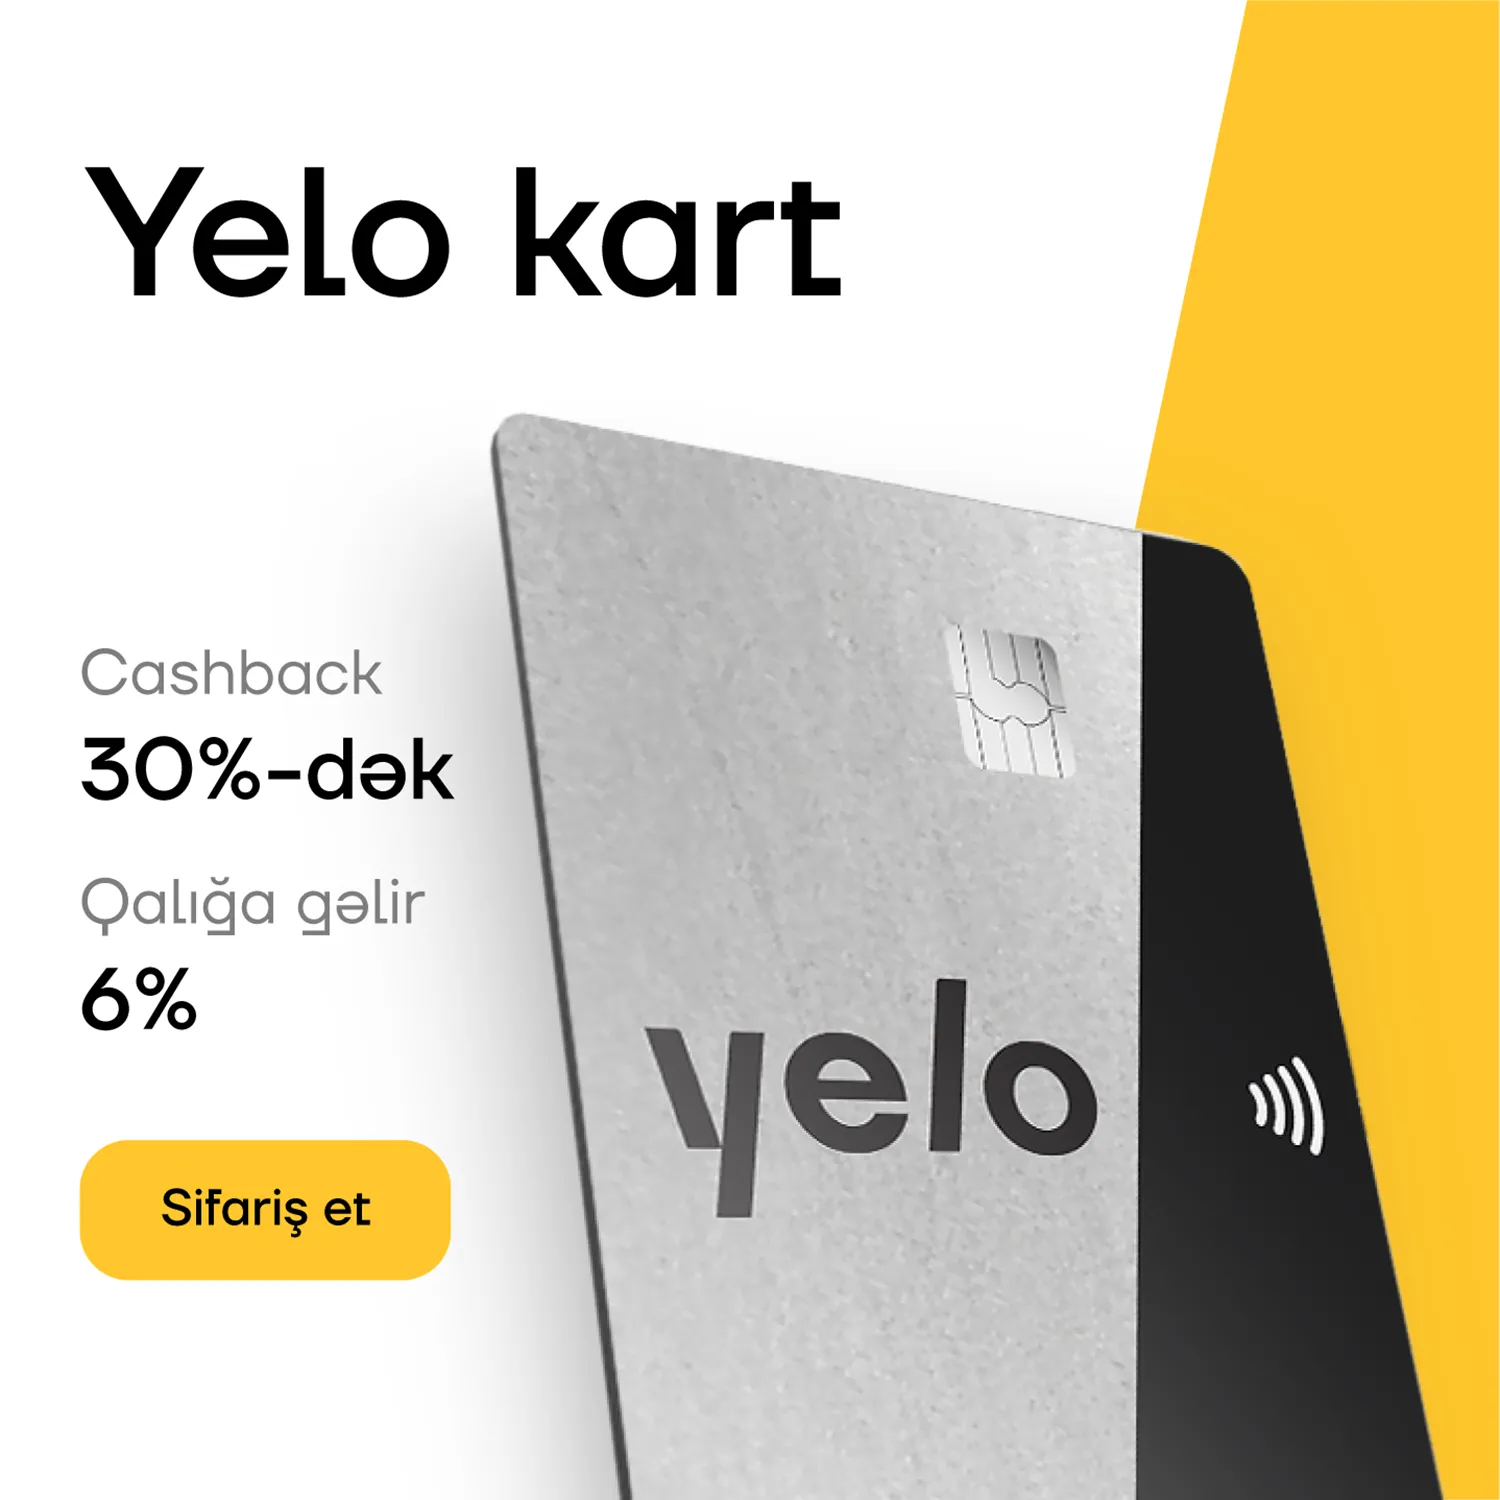 Yelo kart
Cashback
30%-dək
Qalığa gəlir
6%
Sifariş et
yelo